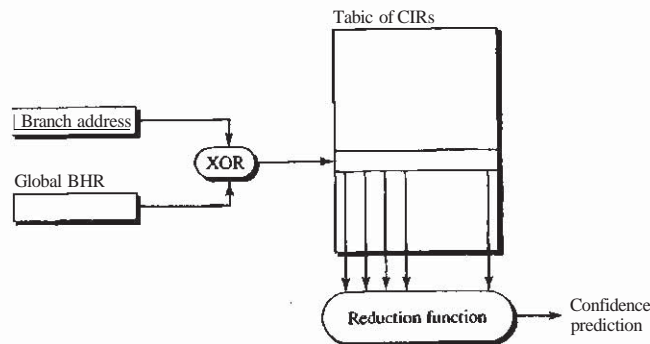 Tabic of CIRs
Branch address
XOR
Global BHR
Reduction function
Confidence
prediction